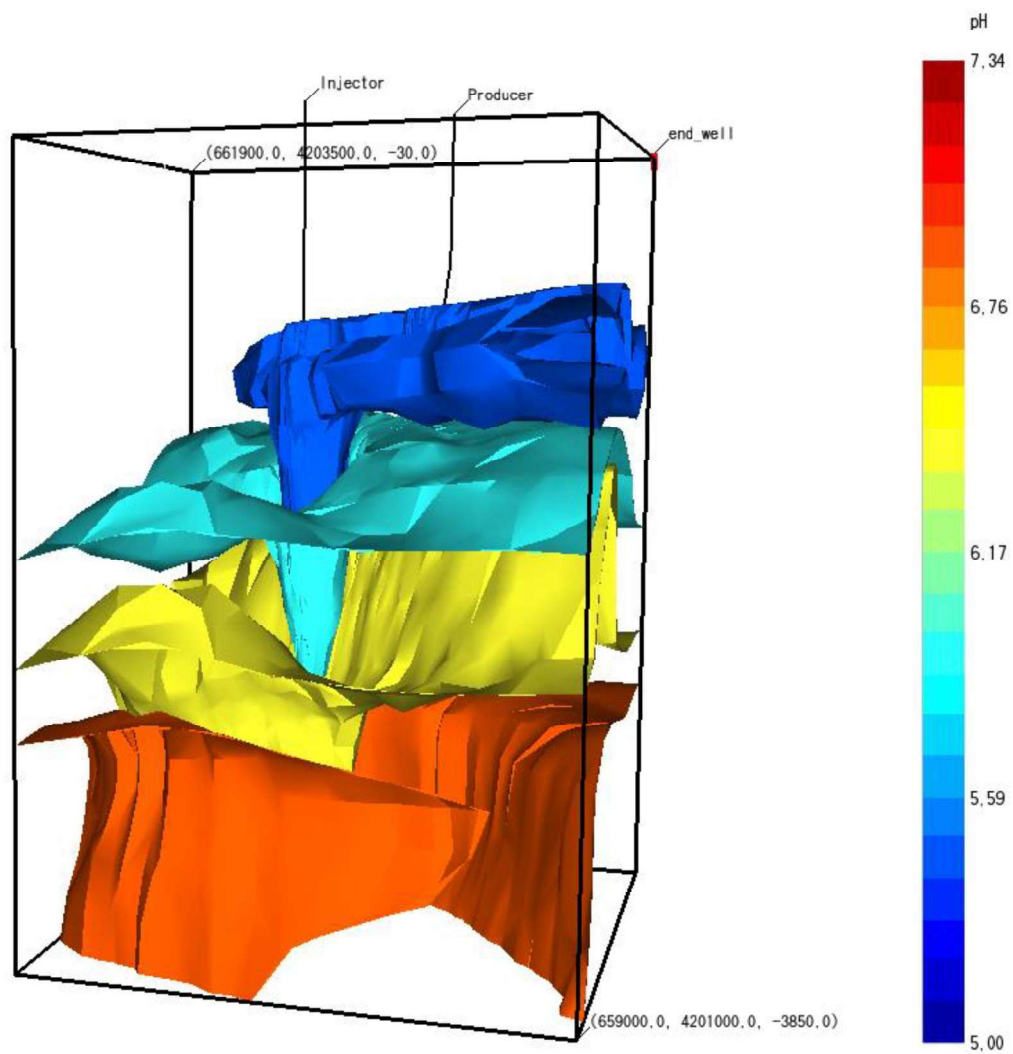 pH
7,34
Injector
Producer
end_well
(661900.0, 4203500.0, -30.0)
6,76
6,17
5,59
(659000.0, 4201000.0, -3850.0)
5,00